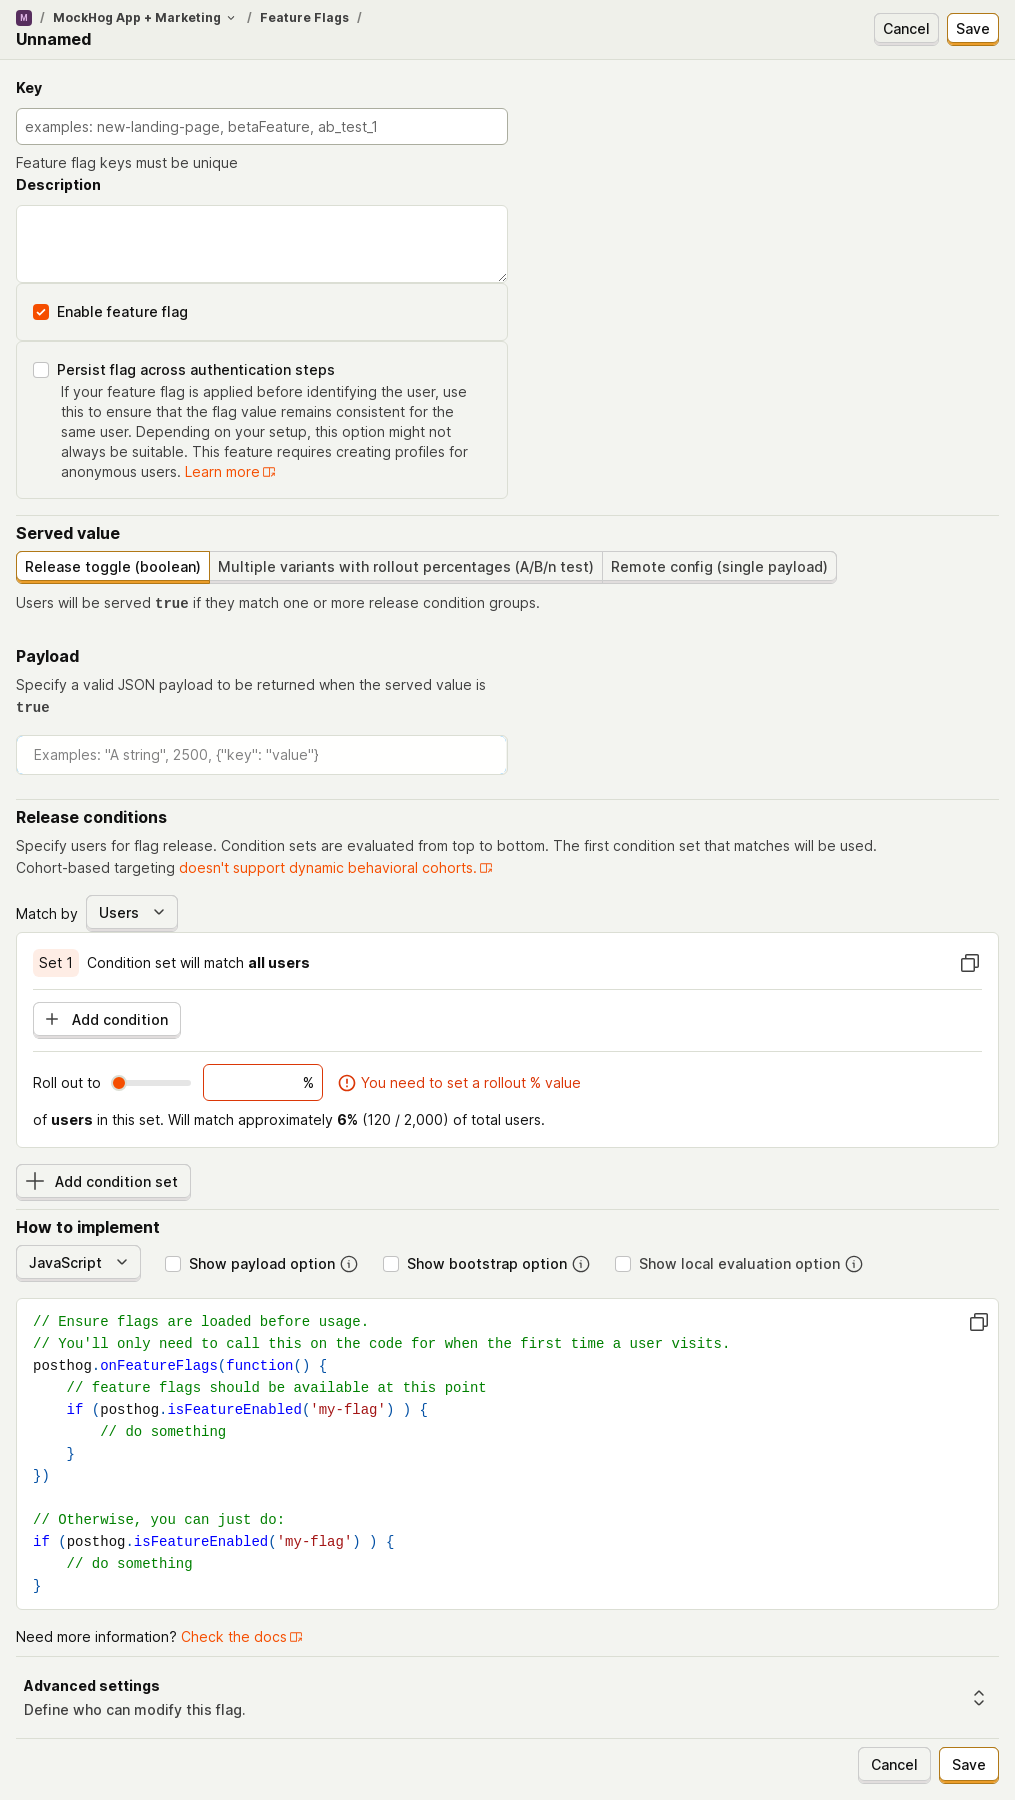 M / MockHog App + Marketing / Feature Flags /
Unnamed
Cancel
Save
Key
examples: new-landing-page, betaFeature, ab_test_1
Feature flag keys must be unique
Description
Enable feature flag
Persist flag across authentication steps
If your feature flag is applied before identifying the user, use
this to ensure that the flag value remains consistent for the
same user. Depending on your setup, this option might not
always be suitable. This feature requires creating profiles for
anonymous users. Learn more
Served value
Release toggle (boolean)
Multiple variants with rollout percentages (A/B/n test)
Remote config (single payload)
Users will be served true if they match one or more release condition groups.
Payload
Specify a valid JSON payload to be returned when the served value is
true
Examples: "A string", 2500, {"key": "value"}
Release conditions
Specify users for flag release. Condition sets are evaluated from top to bottom. The first condition set that matches will be used.
Cohort-based targeting doesn't support dynamic behavioral cohorts.
Match by Users
Set 1 Condition set will match all users
Add condition
Roll out to % You need to set a rollout % value
of users in this set. Will match approximately 6% (120 / 2,000) of total users.
Add condition set
How to implement
JavaScript
Show payload option
Show bootstrap option
Show local evaluation option
// Ensure flags are loaded before usage.
// You'll only need to call this on the code for when the first time a user visits.
posthog.onFeatureFlags(function() {
    // feature flags should be available at this point
    if (posthog.isFeatureEnabled('my-flag') ) {
        // do something
    }
})
// Otherwise, you can just do:
if (posthog.isFeatureEnabled('my-flag') ) {
    // do something
}
Need more information? Check the docs
Advanced settings
Define who can modify this flag.
Cancel
Save